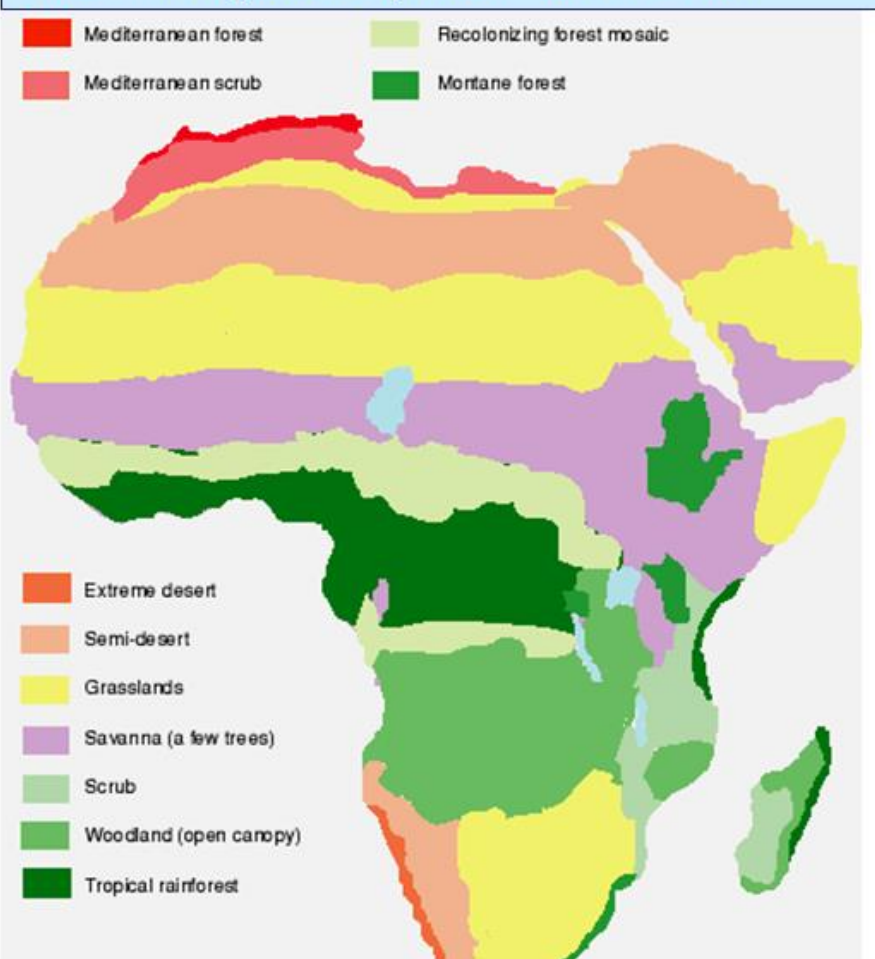 Mediterranean forest
Recolonizing forest mosaic
Mediterranean scrub
Montane forest
Extreme desert
Semi-desert
Grasslands
Savanna (a few trees)
Scrub
Woodland (open canopy)
Tropical rainforest